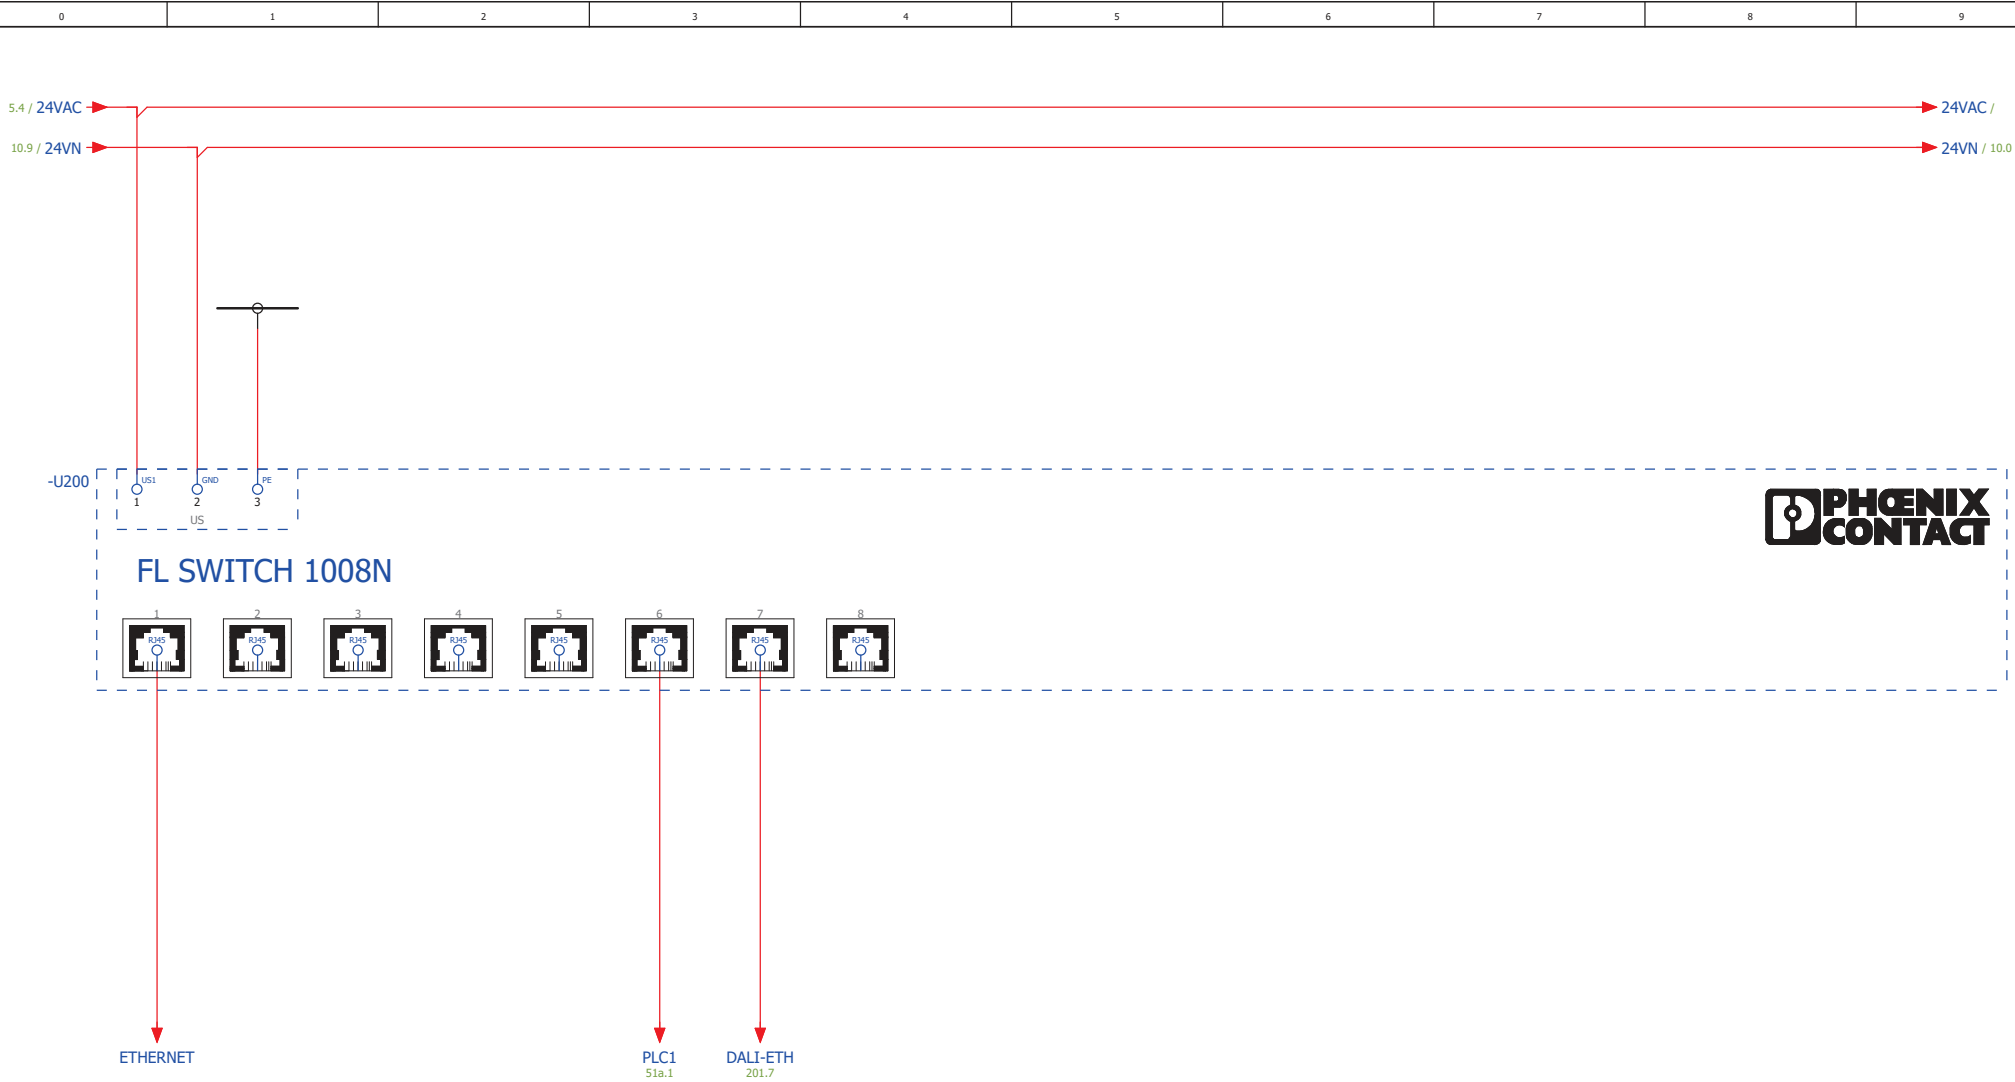 0 1 2 3 4 5 6 7 8 9
5.4 / 24VAC 24VAC /
10.9 / 24VN 24VN / 10.0
-U200 US1 GND PE
1 2 3
US
PHŒNIX
CONTACT
FL SWITCH 1008N
1 2 3 4 5 6 7 8
RJ45 RJ45 RJ45 RJ45 RJ45 RJ45 RJ45 RJ45
ETHERNET PLC1 DALI-ETH
51a.1 201.7